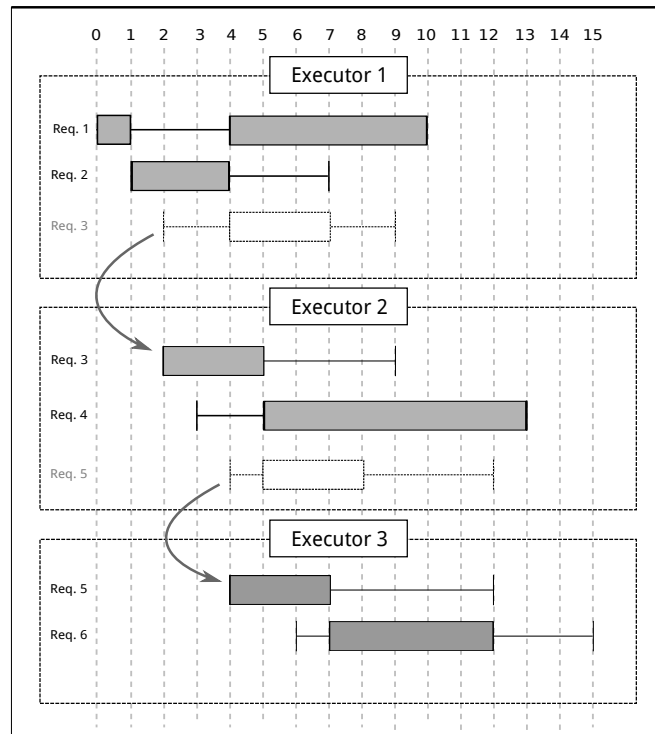 0 1 2 3 4 5 6 7 8 9 10 11 12 13 14 15
Executor 1
Req. 1
Req. 2
Req. 3
Executor 2
Req. 3
Req. 4
Req. 5
Executor 3
Req. 5
Req. 6